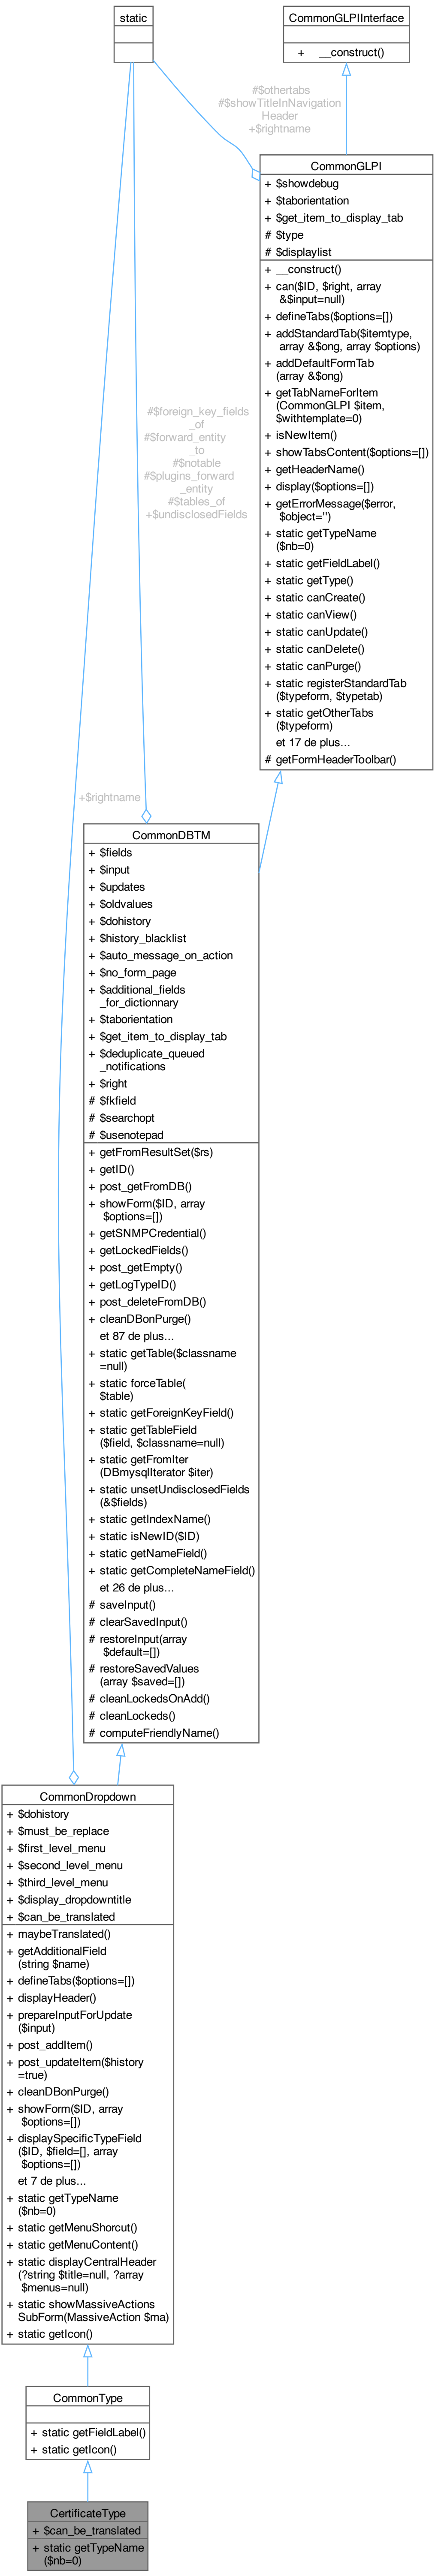 static
CommonGLPIInterface
+ __construct()
#$othertabs
#$showTitleInNavigation
Header
+$rightname
CommonGLPI
+ $showdebug
+ $taborientation
+ $get_item_to_display_tab
# $type
# $displaylist
+ __construct()
+ can($ID, $right, array
&$input=null)
+ defineTabs($options=[])
+ addStandardTab($itemtype,
array &$ong, array $options)
+ addDefaultFormTab
(array &$ong)
+ getTabNameForItem
(CommonGLPI $item,
$withtemplate=0)
+ isNewItem()
+ showTabsContent($options=[])
+ getHeaderName()
+ display($options=[])
+ getErrorMessage($error,
$object='')
+ static getTypeName
($nb=0)
+ static getFieldLabel()
+ static getType()
+ static canCreate()
+ static canView()
+ static canUpdate()
+ static canDelete()
+ static canPurge()
+ static registerStandardTab
($typeform, $typetab)
+ static getOtherTabs
($typeform)
et 17 de plus...
# getFormHeaderToolbar()
#$foreign_key_fields
_of
#$forward_entity
_to
#$notable
#$plugins_forward
_entity
#$tables_of
+$undisclosedFields
+$rightname
CommonDBTM
+ $fields
+ $input
+ $updates
+ $oldvalues
+ $dohistory
+ $history_blacklist
+ $auto_message_on_action
+ $no_form_page
+ $additional_fields
_for_dictionnary
+ $taborientation
+ $get_item_to_display_tab
+ $deduplicate_queued
_notifications
+ $right
# $fkfield
# $searchopt
# $usenotepad
+ getFromResultSet($rs)
+ getID()
+ post_getFromDB()
+ showForm($ID, array
$options=[])
+ getSNMPCredential()
+ getLockedFields()
+ post_getEmpty()
+ getLogTypeID()
+ post_deleteFromDB()
+ cleanDBonPurge()
et 87 de plus...
+ static getTable($classname
=null)
+ static forceTable(
$table)
+ static getForeignKeyField()
+ static getTableField
($field, $classname=null)
+ static getFromIter
(DBmysqlIterator $iter)
+ static unsetUndisclosedFields
(&$fields)
+ static getIndexName()
+ static isNewID($ID)
+ static getNameField()
+ static getCompleteNameField()
et 26 de plus...
# saveInput()
# clearSavedInput()
# restoreInput(array
$default=[])
# restoreSavedValues
(array $saved=[])
# cleanLockedsOnAdd()
# cleanLockeds()
# computeFriendlyName()
CommonDropdown
+ $dohistory
+ $must_be_replace
+ $first_level_menu
+ $second_level_menu
+ $third_level_menu
+ $display_dropdowntitle
+ $can_be_translated
+ maybeTranslated()
+ getAdditionalField
(string $name)
+ defineTabs($options=[])
+ displayHeader()
+ prepareInputForUpdate
($input)
+ post_addItem()
+ post_updateItem($history
=true)
+ cleanDBonPurge()
+ showForm($ID, array
$options=[])
+ displaySpecificTypeField
($ID, $field=[], array
$options=[])
et 7 de plus...
+ static getTypeName
($nb=0)
+ static getMenuShorcut()
+ static getMenuContent()
+ static displayCentralHeader
(?string $title=null, ?array
$menus=null)
+ static showMassiveActions
SubForm(MassiveAction $ma)
+ static getIcon()
CommonType
+ static getFieldLabel()
+ static getIcon()
CertificateType
+ $can_be_translated
+ static getTypeName
($nb=0)